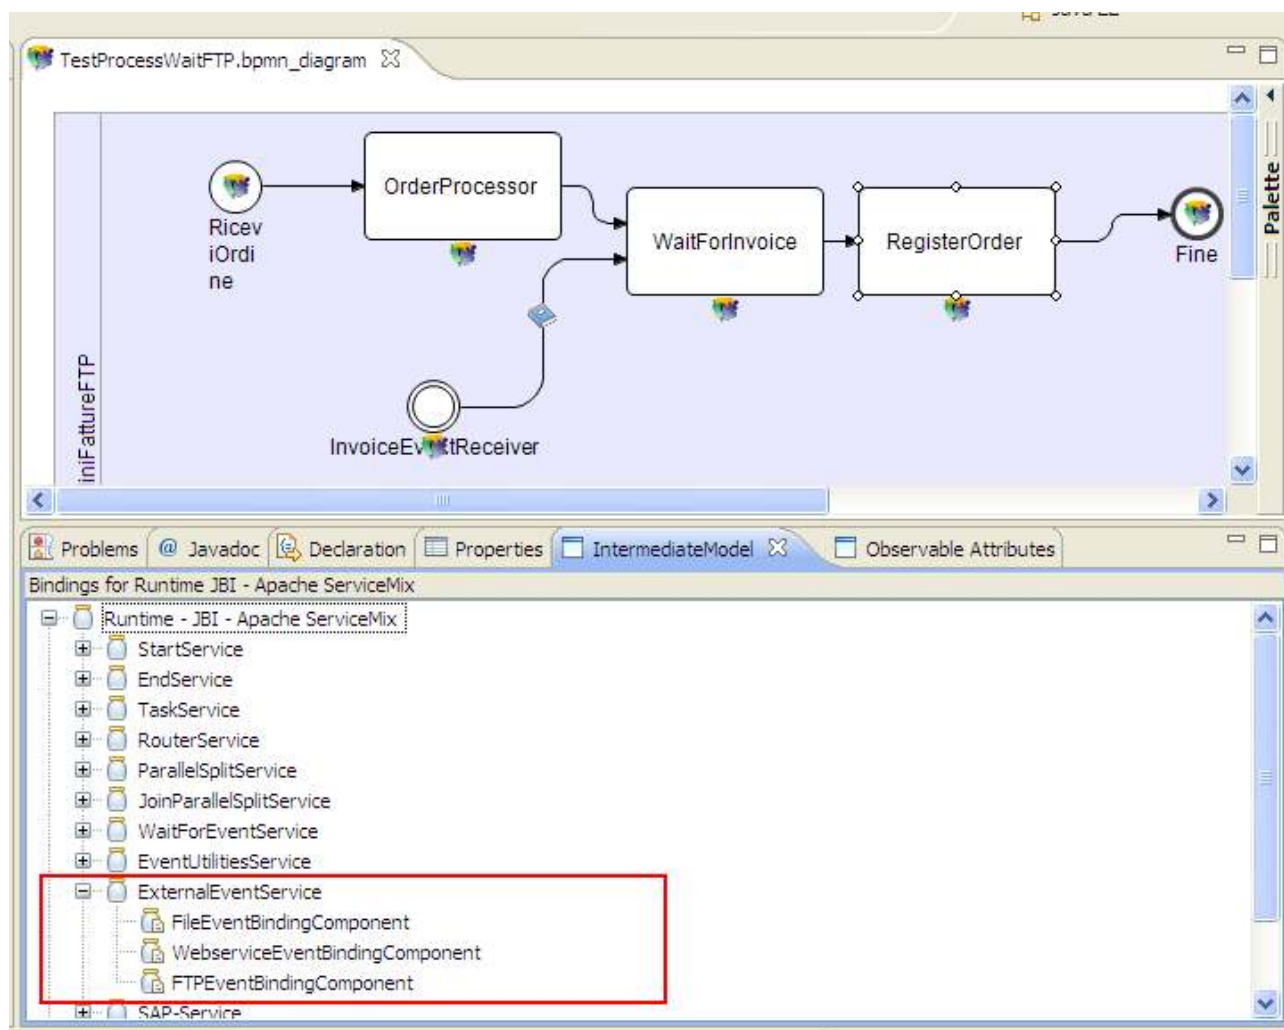 Java EE
TestProcessWaitFTP.bpmn_diagram
Palette
OrderProcessor
Ricev
iOrdi
ne
WaitForInvoice
RegisterOrder
Fine
iniFattureFTP
Problems @ Javadoc Declaration Properties IntermediateModel Observable Attributes
Bindings for Runtime JBI - Apache ServiceMix
Runtime - JBI - Apache ServiceMix
StartService
EndService
TaskService
RouterService
ParallelSplitService
JoinParallelSplitService
WaitForEventService
EventUtilitiesService
ExternalEventService
FileEventBindingComponent
WebserviceEventBindingComponent
FTPEventBindingComponent
SAP-Service